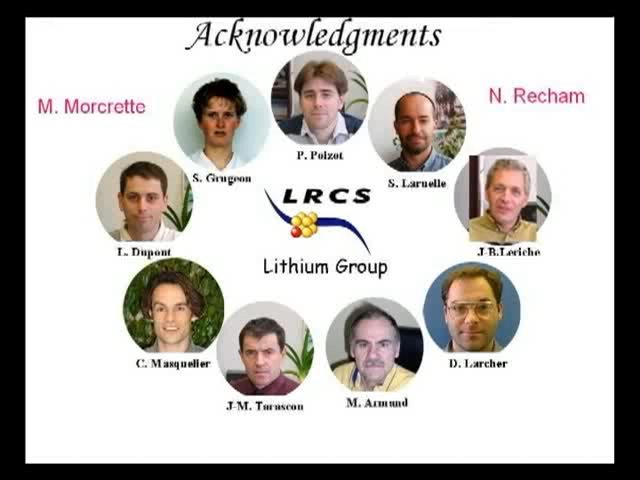 Acknowledgments
M. Morcrette
N. Recham
P. Poizot
S. Grugeon
S. Laruelle
LRCS
L. Dupont
J-B.Leriche
Lithium Group
C. Masquelier
D. Larcher
J-M. Tarascon
M. Armand